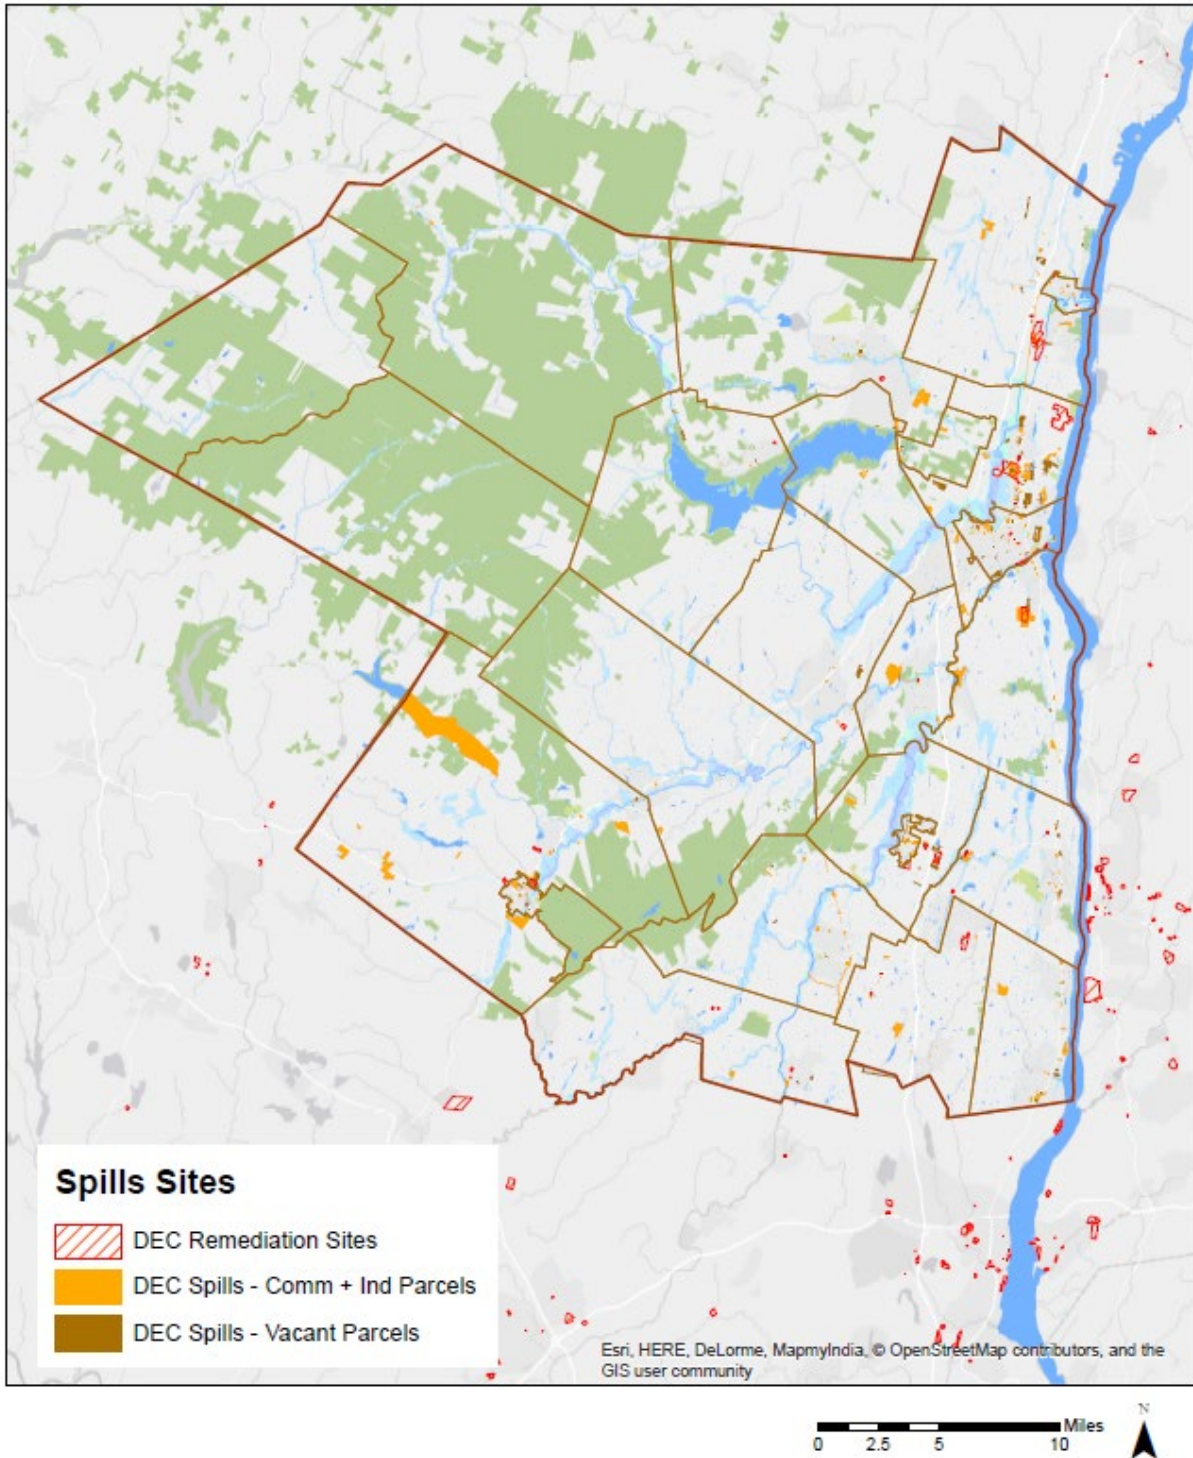 Spills Sites
DEC Remediation Sites
DEC Spills - Comm + Ind Parcels
DEC Spills - Vacant Parcels
Esri, HERE, DeLorme, MapmyIndia, © OpenStreetMap contributors, and the
GIS user community
Miles
0 2.5 5 10
N